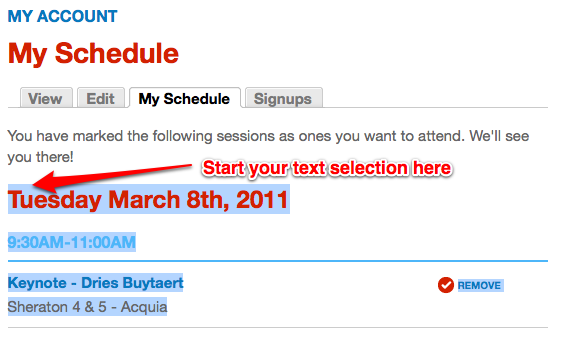 MY ACCOUNT
My Schedule
View Edit My Schedule Signups
You have marked the following sessions as ones you want to attend. We'll see
you there!
Start your text selection here
Tuesday March 8th, 2011
9:30AM-11:00AM
Keynote - Dries Buytaert
REMOVE
Sheraton 4 & 5 - Acquia